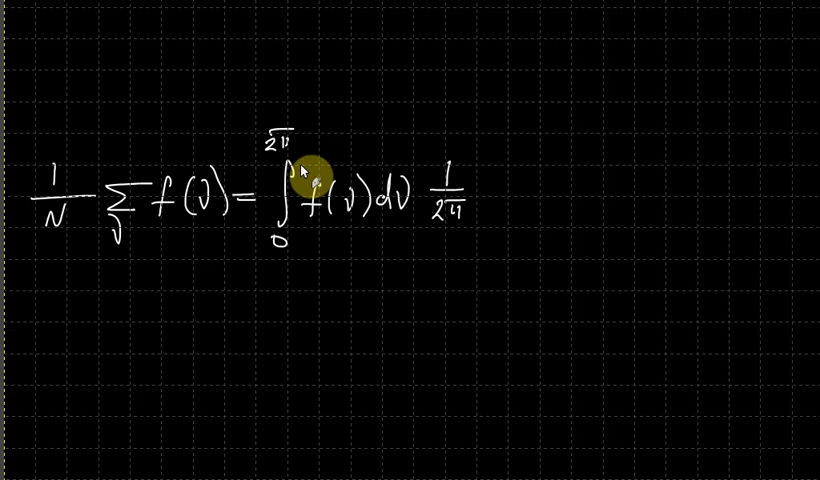 1/N ∑_ν f(ν) = ∫_0^{2π} f(ν)dν 1/2π